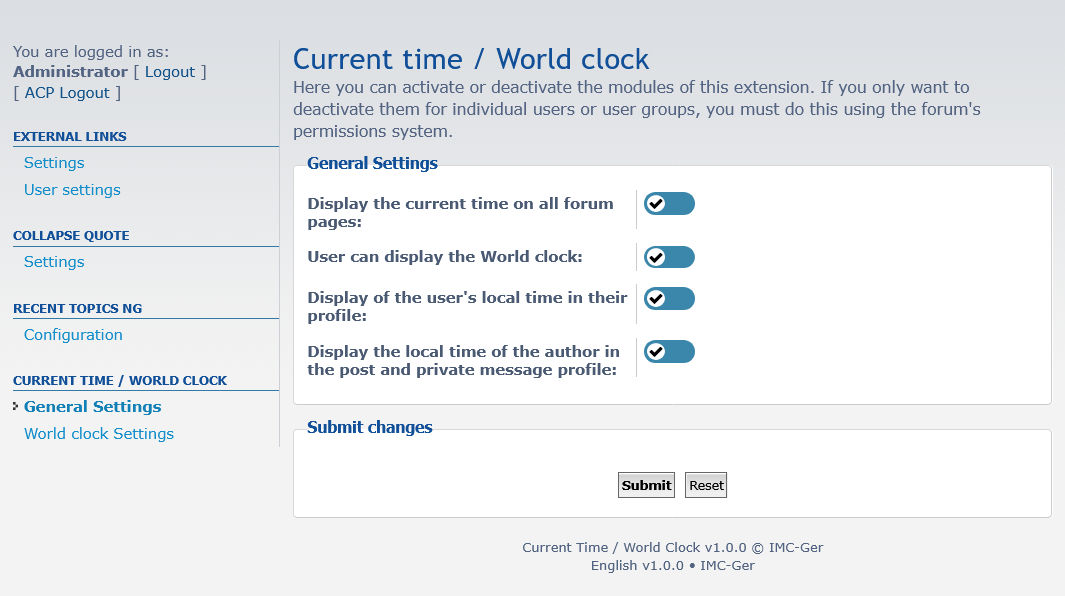 You are logged in as:
Administrator [ Logout ]
[ ACP Logout ]
EXTERNAL LINKS
Settings
User settings
COLLAPSE QUOTE
Settings
RECENT TOPICS NG
Configuration
CURRENT TIME / WORLD CLOCK
General Settings
World clock Settings
Current time / World clock
Here you can activate or deactivate the modules of this extension. If you only want to
deactivate them for individual users or user groups, you must do this using the forum's
permissions system.
General Settings
Display the current time on all forum
pages:
User can display the World clock:
Display of the user's local time in their
profile:
Display the local time of the author in
the post and private message profile:
Submit changes
Submit Reset
Current Time / World Clock v1.0.0 © IMC-Ger
English v1.0.0 • IMC-Ger